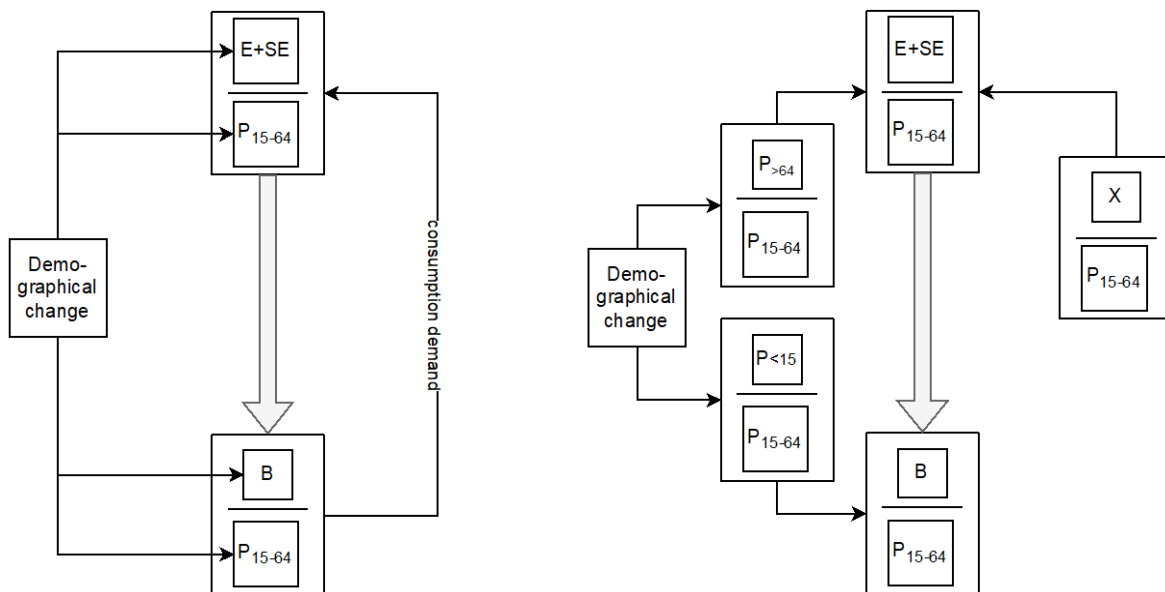 E+SE
P15-64
Demo-
graphical
change
consumption demand
B
P15-64
E+SE
P15-64
P>64
P15-64
X
P15-64
Demo-
graphical
change
P<15
P15-64
B
P15-64